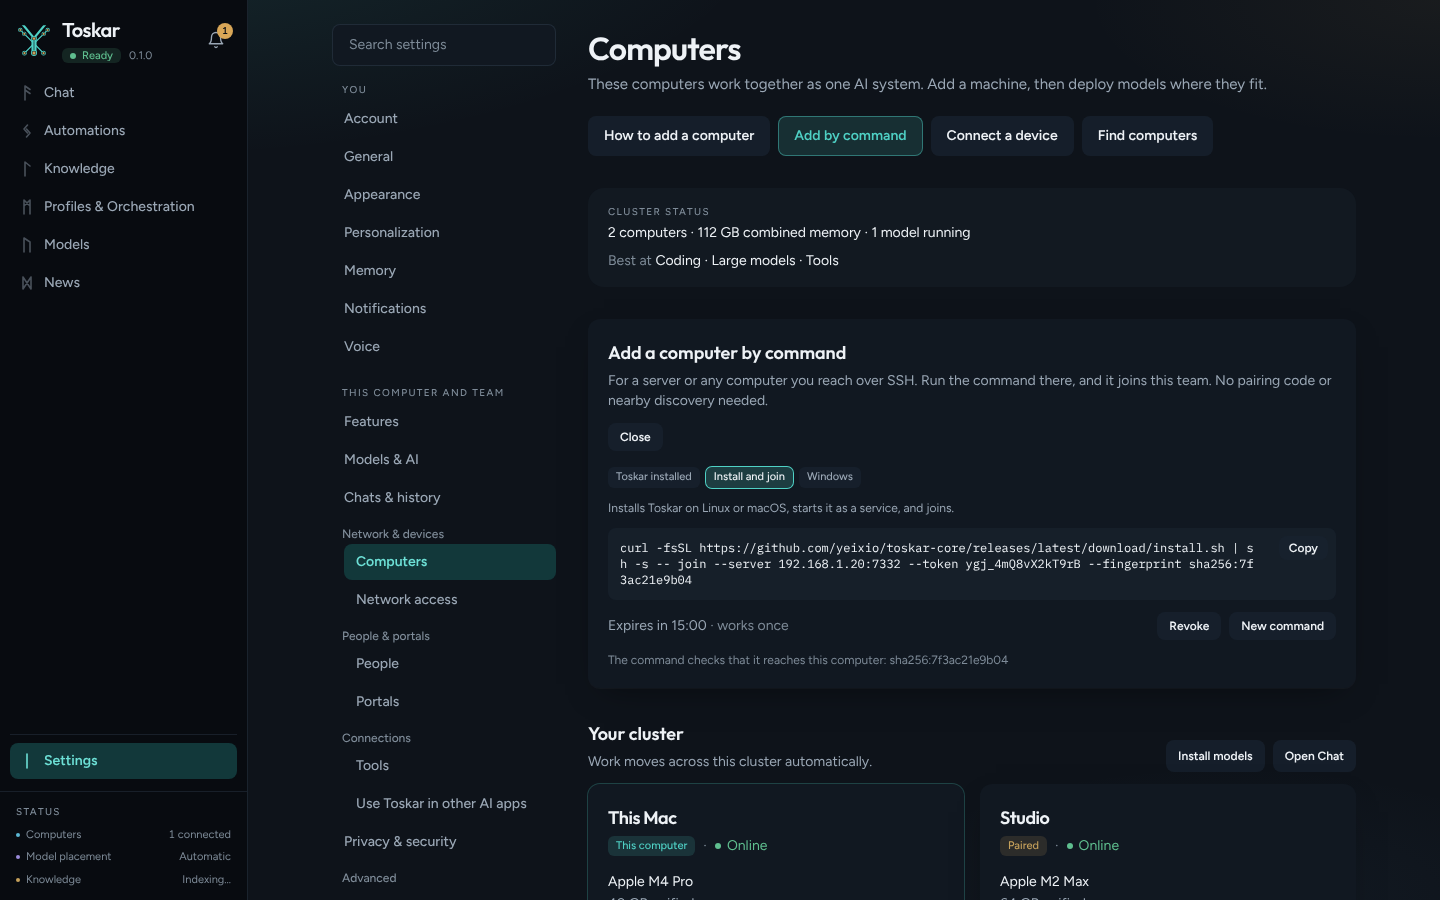 Toskar
Ready 0.1.0
1
Chat
Automations
Knowledge
Profiles & Orchestration
Models
News
Settings
STATUS
Computers 1 connected
Model placement Automatic
Knowledge Indexing...
Search settings
YOU
Account
General
Appearance
Personalization
Memory
Notifications
Voice
THIS COMPUTER AND TEAM
Features
Models & AI
Chats & history
Network & devices
Computers
Network access
People & portals
People
Portals
Connections
Tools
Use Toskar in other AI apps
Privacy & security
Advanced
Computers
These computers work together as one AI system. Add a machine, then deploy models where they fit.
How to add a computer Add by command Connect a device Find computers
CLUSTER STATUS
2 computers · 112 GB combined memory · 1 model running
Best at Coding · Large models · Tools
Add a computer by command
For a server or any computer you reach over SSH. Run the command there, and it joins this team. No pairing code or
nearby discovery needed.
Close
Toskar installed Install and join Windows
Installs Toskar on Linux or macOS, starts it as a service, and joins.
curl -fsSL https://github.com/yeixio/toskar-core/releases/latest/download/install.sh | s
h -s -- join --server 192.168.1.20:7332 --token ygj_4mQ8vX2kT9rB --fingerprint sha256:7f
3ac21e9b04
Copy
Expires in 15:00 · works once
Revoke New command
The command checks that it reaches this computer: sha256:7f3ac21e9b04
Your cluster
Work moves across this cluster automatically.
Install models Open Chat
This Mac
This computer · Online
Apple M4 Pro
Studio
Paired · Online
Apple M2 Max